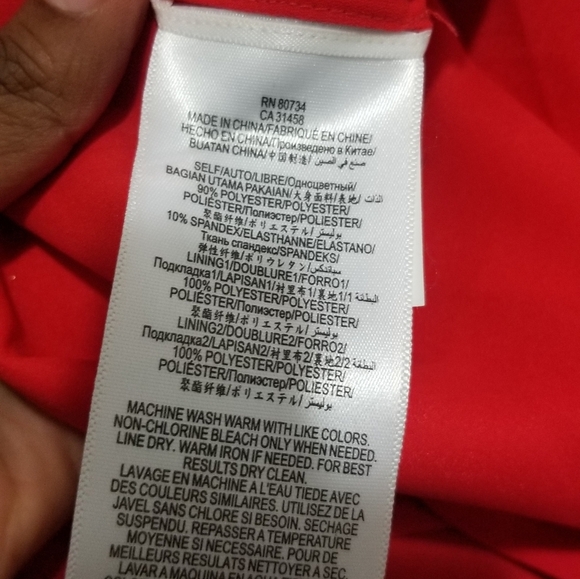 RN 80734
CA 31458
MADE IN CHINA/FABRIQUÉ EN CHINE/
HECHO EN CHINA/Произведено в Китае/
BUATAN CHINA/中国制造/ صنع في الصين/
SELF/AUTO/LIBRE/Одноцветный/
BAGIAN UTAMA PAKAIAN/大身面料/表地/ الذات
90% POLYESTER/POLYESTER/
POLIÉSTER/Полиэстер/POLIESTER/
聚酯纤维/ポリエステル/ بوليستر/
10% SPANDEX/ELASTHANNE/ELASTANO/
Ткань спандекс/SPANDEKS/
弹性纤维/ポリウレタン/ سباندكس/
LINING1/DOUBLURE1/FORRO1/
Подкладка1/LAPISAN1/衬里布1/裏地1/1 البطانة
100% POLYESTER/POLYESTER/
POLIÉSTER/Полиэстер/POLIESTER/
聚酯纤维/ポリエステル/ بوليستر/
LINING2/DOUBLURE2/FORRO2/
Подкладка2/LAPISAN2/衬里布2/裏地2/2 البطانة
100% POLYESTER/POLYESTER/
POLIÉSTER/Полиэстер/POLIESTER/
聚酯纤维/ポリエステル/ بوليستر/
MACHINE WASH WARM WITH LIKE COLORS.
NON-CHLORINE BLEACH ONLY WHEN NEEDED.
LINE DRY. WARM IRON IF NEEDED. FOR BEST
RESULTS DRY CLEAN.
LAVAGE EN MACHINE A L'EAU TIEDE AVEC
DES COULEURS SIMILAIRES. UTILISEZ DE LA
JAVEL SANS CHLORE SI BESOIN. SECHAGE
SUSPENDU. REPASSER A TEMPERATURE
MOYENNE SI NECESSAIRE. POUR DE
MEILLEURS RESULATS NETTOYER A SEC.
LAVAR A MAQUINA EN